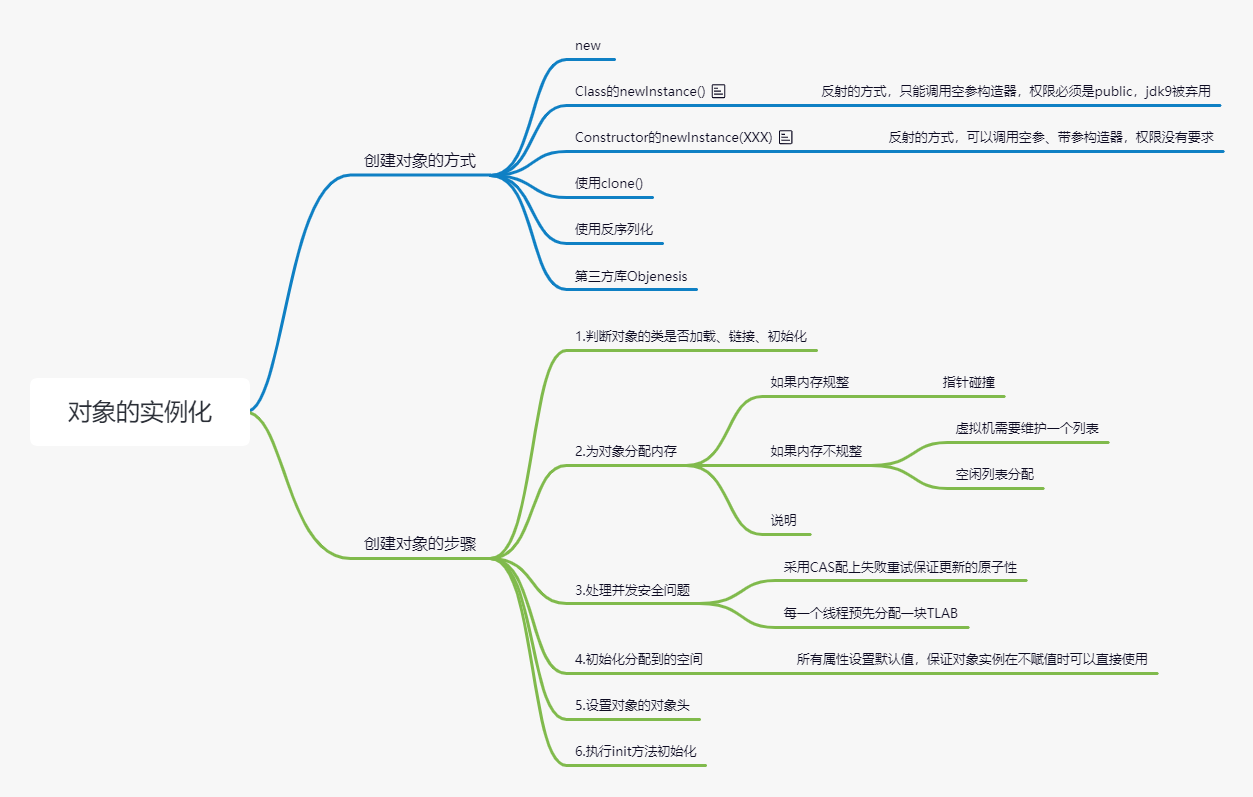 对象的实例化
创建对象的方式
new
Class的newInstance()
反射的方式，只能调用空参构造器，权限必须是public，jdk9被弃用
Constructor的newInstance(XXX)
反射的方式，可以调用空参、带参构造器，权限没有要求
使用clone()
使用反序列化
第三方库Objenesis
创建对象的步骤
1.判断对象的类是否加载、链接、初始化
2.为对象分配内存
如果内存规整
指针碰撞
如果内存不规整
虚拟机需要维护一个列表
空闲列表分配
说明
3.处理并发安全问题
采用CAS配上失败重试保证更新的原子性
每一个线程预先分配一块TLAB
4.初始化分配到的空间
所有属性设置默认值，保证对象实例在不赋值时可以直接使用
5.设置对象的对象头
6.执行init方法初始化